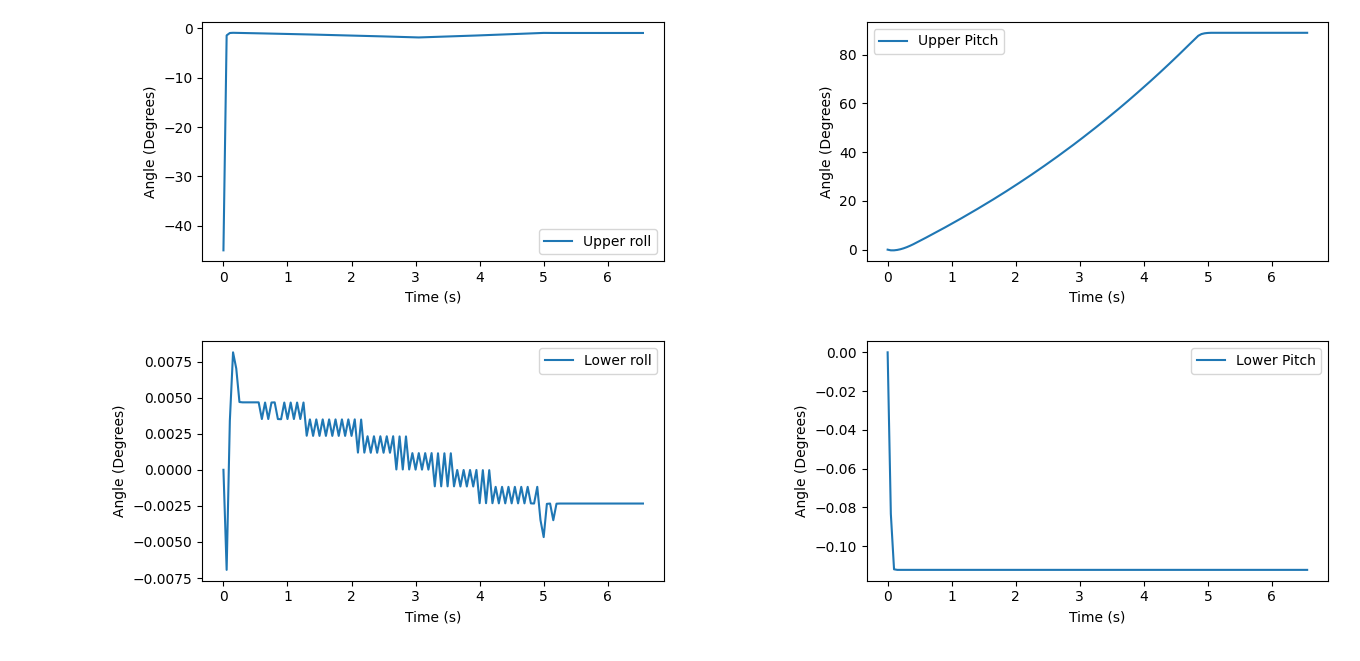 0
−10
−20
−30
−40
Angle (Degrees)
Upper roll
0 1 2 3 4 5 6
Time (s)
80
60
40
20
0
Angle (Degrees)
Upper Pitch
0 1 2 3 4 5 6
Time (s)
0.0075
0.0050
0.0025
0.0000
−0.0025
−0.0050
−0.0075
Angle (Degrees)
Lower roll
0 1 2 3 4 5 6
Time (s)
0.00
−0.02
−0.04
−0.06
−0.08
−0.10
Angle (Degrees)
Lower Pitch
0 1 2 3 4 5 6
Time (s)